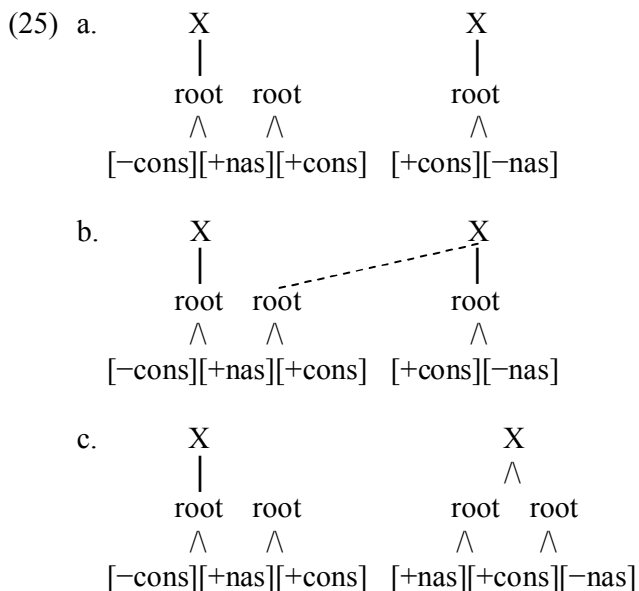 (25) a. X X
root root root
[−cons][+nas][+cons] [+cons][−nas]
b. X X
root root root
[−cons][+nas][+cons] [+cons][−nas]
c. X X
root root root root
[−cons][+nas][+cons] [+nas][+cons][−nas]